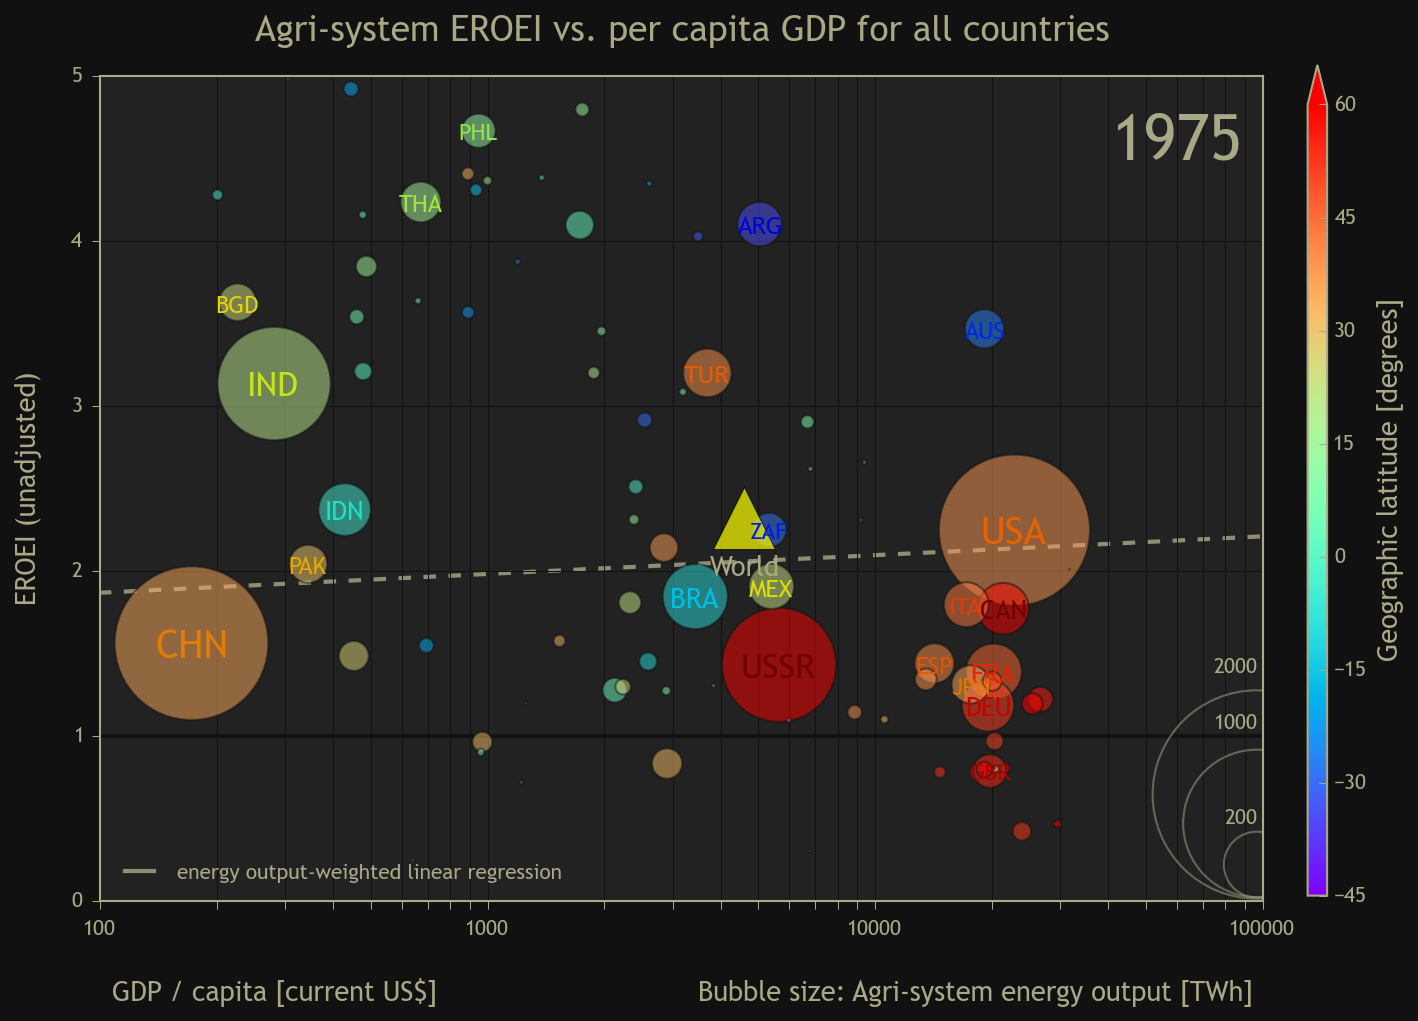 Agri-system EROEI vs. per capita GDP for all countries
1975
EROEI (unadjusted)
5
4
3
2
1
0
PHL
THA
ARG
BGD
AUS
TUR
IND
IDN
ZAF
USA
PAK
World
MEX
BRA
ITA
CAN
CHN
USSR
ESP
FRA
JPN
DEU
GBR
2000
1000
200
energy output-weighted linear regression
100
1000
10000
100000
GDP / capita [current US$]
Bubble size: Agri-system energy output [TWh]
60
45
30
15
0
−15
−30
−45
Geographic latitude [degrees]